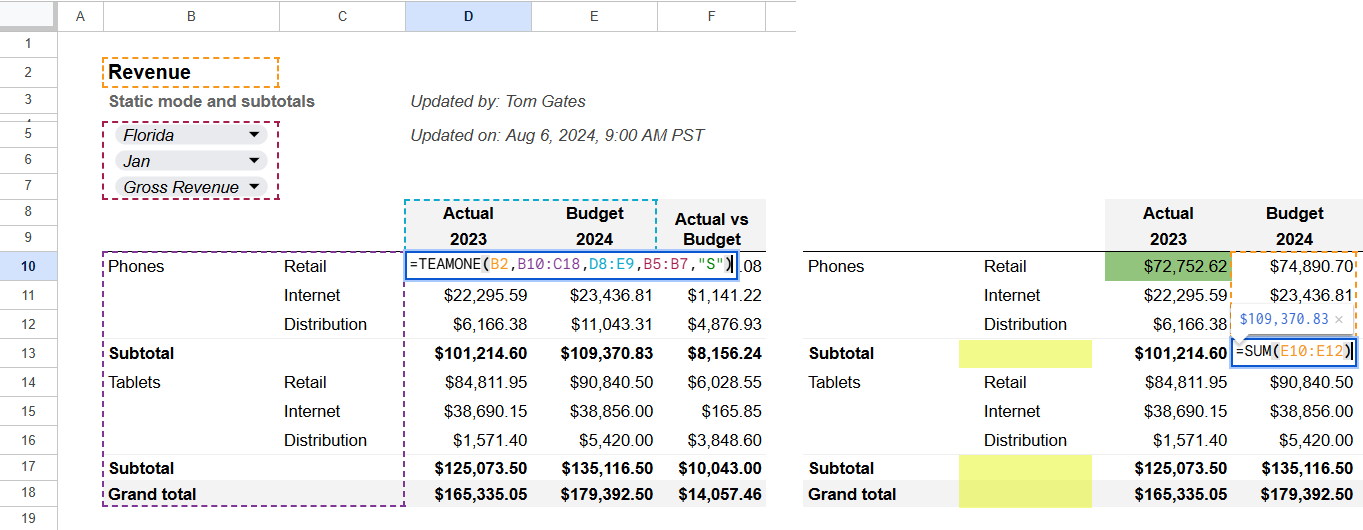 A B C D E F
1
2 Revenue
3 Static mode and subtotals Updated by: Tom Gates
5 Florida Updated on: Aug 6, 2024, 9:00 AM PST
6 Jan
7 Gross Revenue
8 Actual Budget Actual vs Actual Budget
9 2023 2024 Budget 2023 2024
10 Phones Retail =TEAMONE(B2,B10:C18,D8:E9,B5:B7,"S") .08 Phones Retail $72,752.62 $74,890.70
11 Internet $22,295.59 $23,436.81 $1,141.22 Internet $22,295.59 $23,436.81
12 Distribution $6,166.38 $11,043.31 $4,876.93 Distribution $6,166.38 $109,370.83 ×
13 Subtotal $101,214.60 $109,370.83 $8,156.24 Subtotal $101,214.60 =SUM(E10:E12)
14 Tablets Retail $84,811.95 $90,840.50 $6,028.55 Tablets Retail $84,811.95 $90,840.50
15 Internet $38,690.15 $38,856.00 $165.85 Internet $38,690.15 $38,856.00
16 Distribution $1,571.40 $5,420.00 $3,848.60 Distribution $1,571.40 $5,420.00
17 Subtotal $125,073.50 $135,116.50 $10,043.00 Subtotal $125,073.50 $135,116.50
18 Grand total $165,335.05 $179,392.50 $14,057.46 Grand total $165,335.05 $179,392.50
19